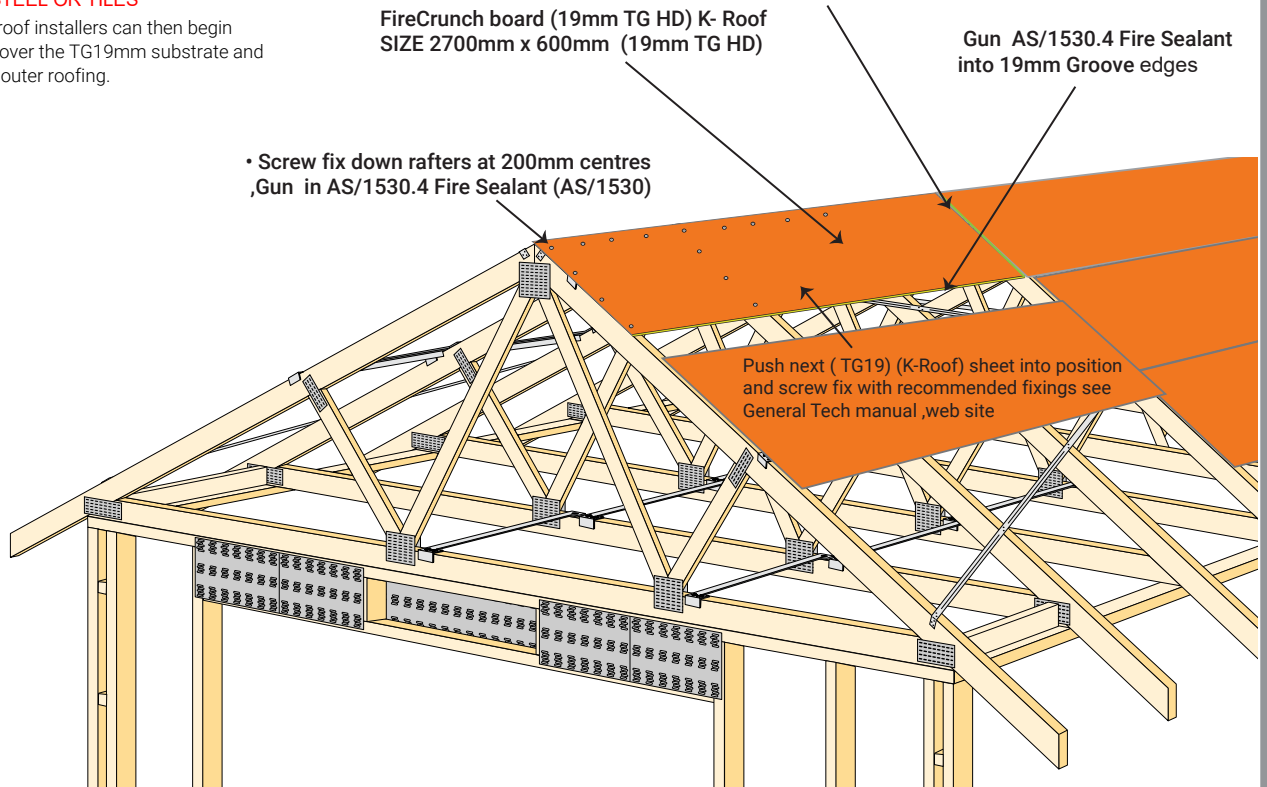 STEEL OR TILES
roof installers can then begin
over the TG19mm substrate and
outer roofing.
FireCrunch board (19mm TG HD) K- Roof
SIZE 2700mm x 600mm (19mm TG HD)
Gun AS/1530.4 Fire Sealant
into 19mm Groove edges
• Screw fix down rafters at 200mm centres
,Gun in AS/1530.4 Fire Sealant (AS/1530)
Push next ( TG19) (K-Roof) sheet into position
and screw fix with recommended fixings see
General Tech manual ,web site